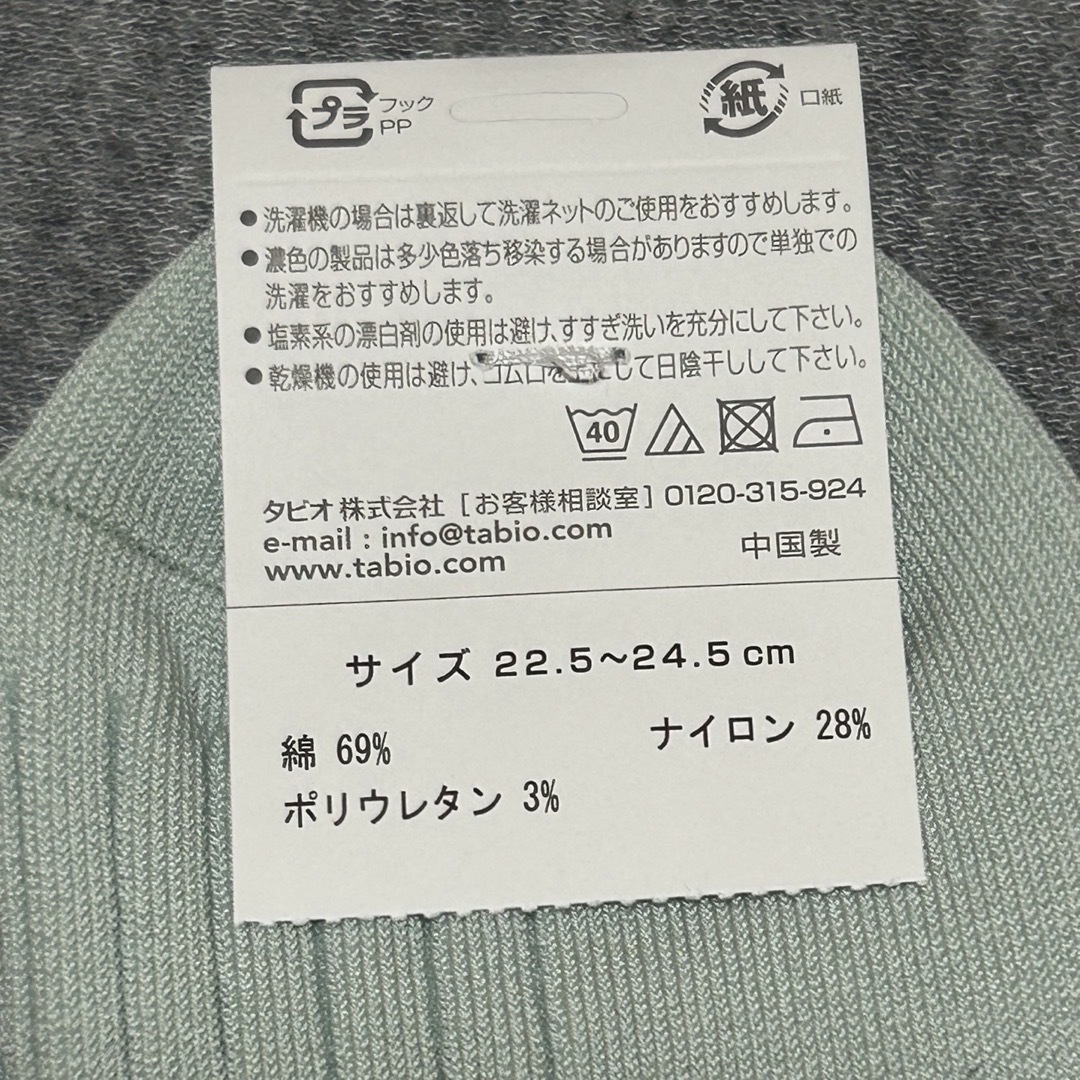 プラ フック
PP
紙 口紙
●洗濯機の場合は裏返して洗濯ネットのご使用をおすすめします。
●濃色の製品は多少色落ち移染する場合がありますので単独での
洗濯をおすすめします。
●塩素系の漂白剤の使用は避け、すすぎ洗いを充分にして下さい。
●乾燥機の使用は避け、ゴム口を上にして日陰干しして下さい。
40
タビオ株式会社 [お客様相談室] 0120-315-924
e-mail : info@tabio.com
中国製
www.tabio.com
サイズ 22.5~24.5cm
綿 69% ナイロン 28%
ポリウレタン 3%